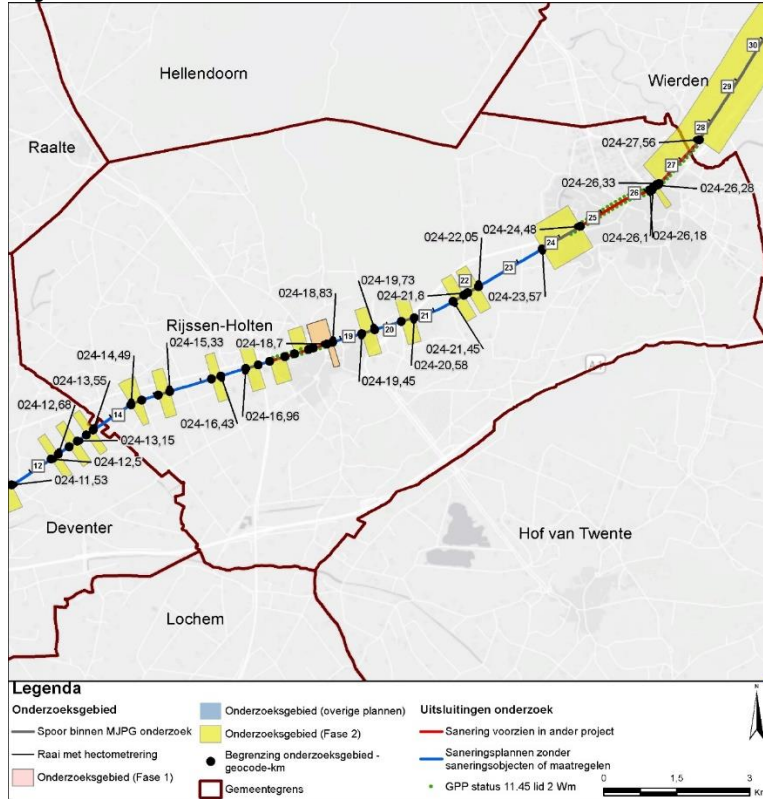 Hellendoorn
Wierden
Raalte
30
29
28
024-27,56
27
024-26,33
024-26,28
26
25
024-24,48
024-26,1
024-26,18
024-22,05
24
024-19,73
23
22
024-21,8
024-23,57
024-18,83
Rijssen-Holten
19
20
21
024-18,7
024-14,49
024-15,33
024-21,45
024-13,55
024-19,45
024-20,58
024-12,68
14
024-16,96
024-16,43
024-13,15
12
024-12,5
024-11,53
Deventer
Hof van Twente
Lochem
Legenda
Onderzoeksgebied
Spoor binnen MJPG onderzoek
Raai met hectometrering
Onderzoeksgebied (Fase 1)
Onderzoeksgebied (overige plannen)
Onderzoeksgebied (Fase 2)
Begrenzing onderzoeksgebied -
geocode-km
Gemeentegrens
Uitsluitingen onderzoek
Sanering voorzien in ander project
Saneringsplannen zonder
saneringsobjecten of maatregelen
GPP status 11.45 lid 2 Wm
N
0 1,5 3